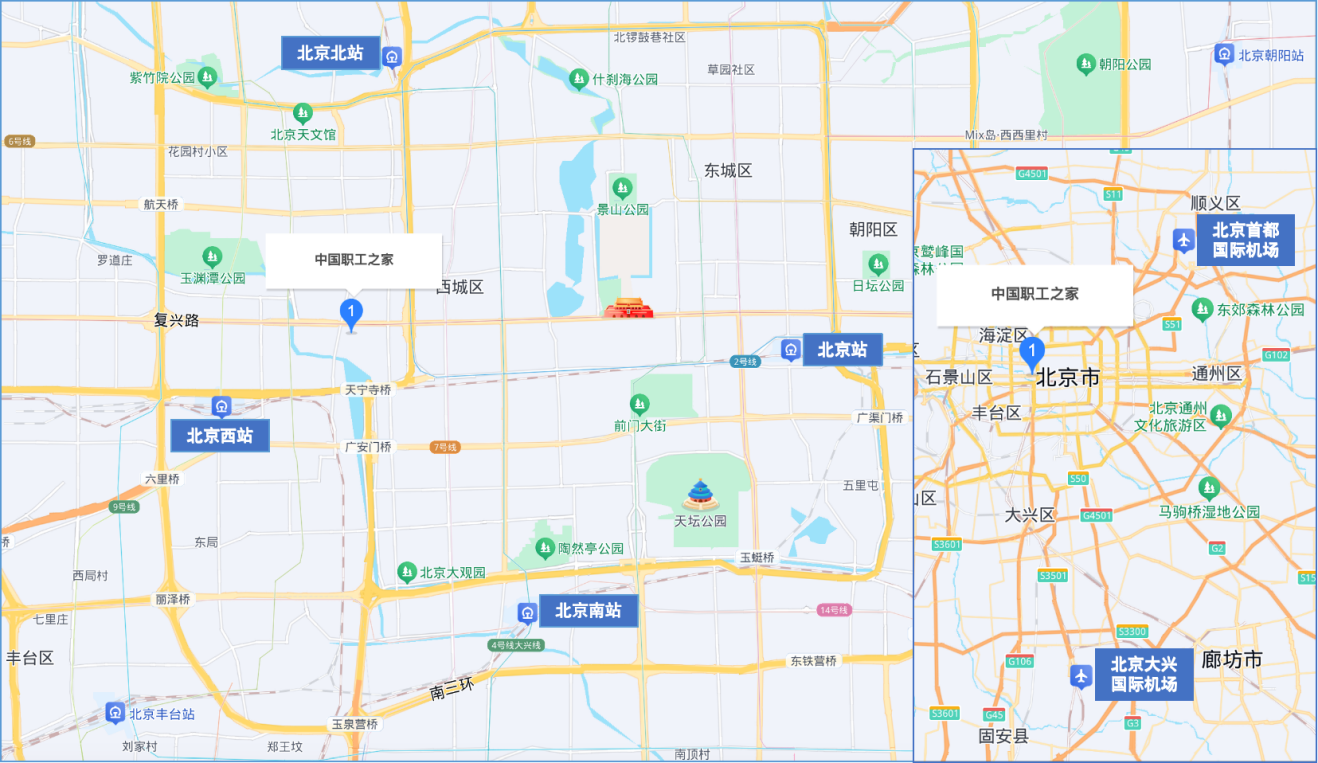 北锣鼓巷社区
北京北站
北京朝阳站
朝阳公园
草园社区
紫竹院公园
什刹海公园
北京天文馆
Mix岛·西西里村
6号线
花园村小区
东城区
航天桥
景山公园
朝阳区
罗道庄
玉渊潭公园
中国职工之家
西城区
日坛公园
1
复兴路
北京站
2号线
天宁寺桥
北京西站
前门大街
广渠门桥
广安门桥
7号线
六里桥
五里屯
9号线
天坛公园
桥
东局
陶然亭公园
玉蜓桥
西局村
北京大观园
丽泽桥
北京南站
14号线
七里庄
4号线大兴线
丰台区
东铁营桥
南三环
北京丰台站
玉泉营桥
刘家村
郑王坟
南顶村
G4501
S11
顺义区
北京首都
国际机场
京鹫峰国
森林公园
中国职工之家
东郊森林公园
S51
海淀区
1
G102
区
石景山区
北京市
通州区
丰台区
北京通州
文化旅游区
S50
山区
大兴区
G4501
马驹桥湿地公园
S3601
G2
S3501
S15
S3300
G106
北京大兴
国际机场
廊坊市
S3601
G45
G3
固安县